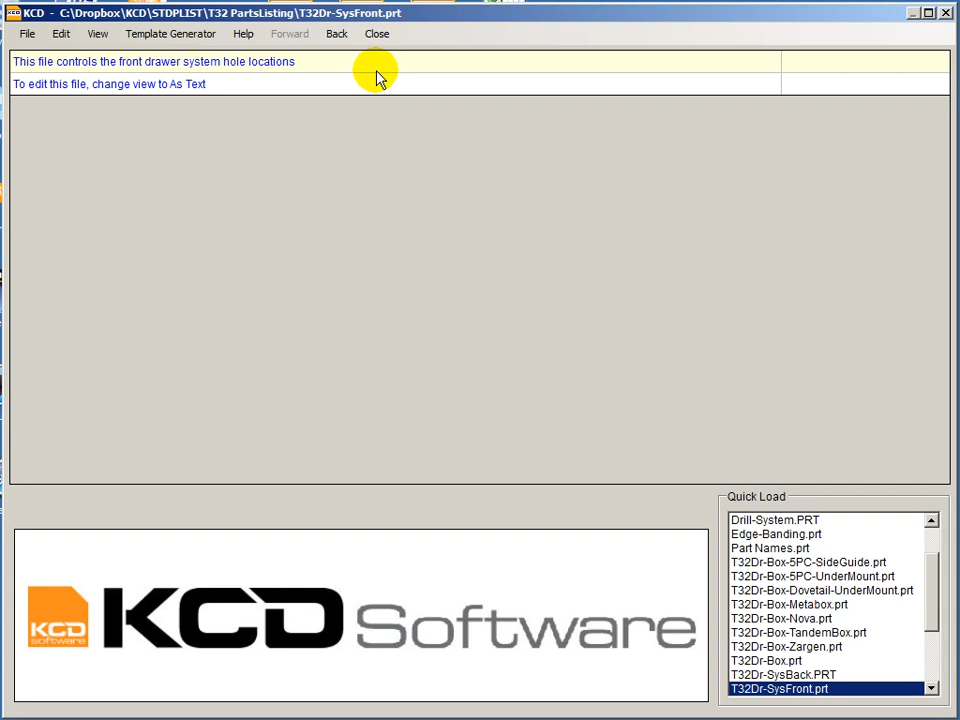 KCD - C:\Dropbox\KCD\STDPLIST\T32 PartsListing\T32Dr-SysFront.prt
File Edit View Template Generator Help Forward Back Close
This file controls the front drawer system hole locations
To edit this file, change view to As Text
Quick Load
Drill-System.PRT
Edge-Banding.prt
Part Names.prt
T32Dr-Box-5PC-SideGuide.prt
T32Dr-Box-5PC-UnderMount.prt
T32Dr-Box-Dovetail-UnderMount.prt
T32Dr-Box-Metabox.prt
T32Dr-Box-Nova.prt
T32Dr-Box-TandemBox.prt
T32Dr-Box-Zargen.prt
T32Dr-Box.prt
T32Dr-SysBack.PRT
T32Dr-SysFront.prt
KCD software
KCD Software